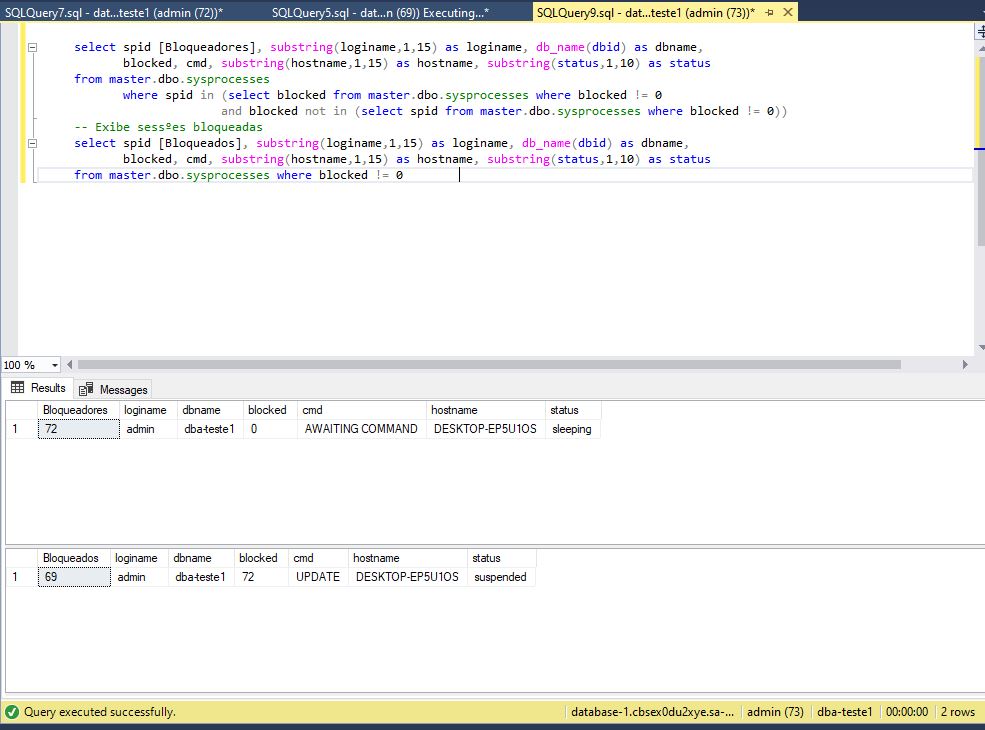 SQLQuery7.sql - dat...teste1 (admin (72))* SQLQuery5.sql - dat...n (69)) Executing...* SQLQuery9.sql - dat...teste1 (admin (73))*
select spid [Bloqueadores], substring(loginame,1,15) as loginame, db_name(dbid) as dbname,
blocked, cmd, substring(hostname,1,15) as hostname, substring(status,1,10) as status
from master.dbo.sysprocesses
where spid in (select blocked from master.dbo.sysprocesses where blocked != 0
and blocked not in (select spid from master.dbo.sysprocesses where blocked != 0))
-- Exibe sessºes bloqueadas
select spid [Bloqueados], substring(loginame,1,15) as loginame, db_name(dbid) as dbname,
blocked, cmd, substring(hostname,1,15) as hostname, substring(status,1,10) as status
from master.dbo.sysprocesses where blocked != 0
100 %
Results Messages
Bloqueadores loginame dbname blocked cmd hostname status
1 72 admin dba-teste1 0 AWAITING COMMAND DESKTOP-EP5U1OS sleeping
Bloqueados loginame dbname blocked cmd hostname status
1 69 admin dba-teste1 72 UPDATE DESKTOP-EP5U1OS suspended
Query executed successfully. database-1.cbsex0du2xye.sa-... admin (73) dba-teste1 00:00:00 2 rows